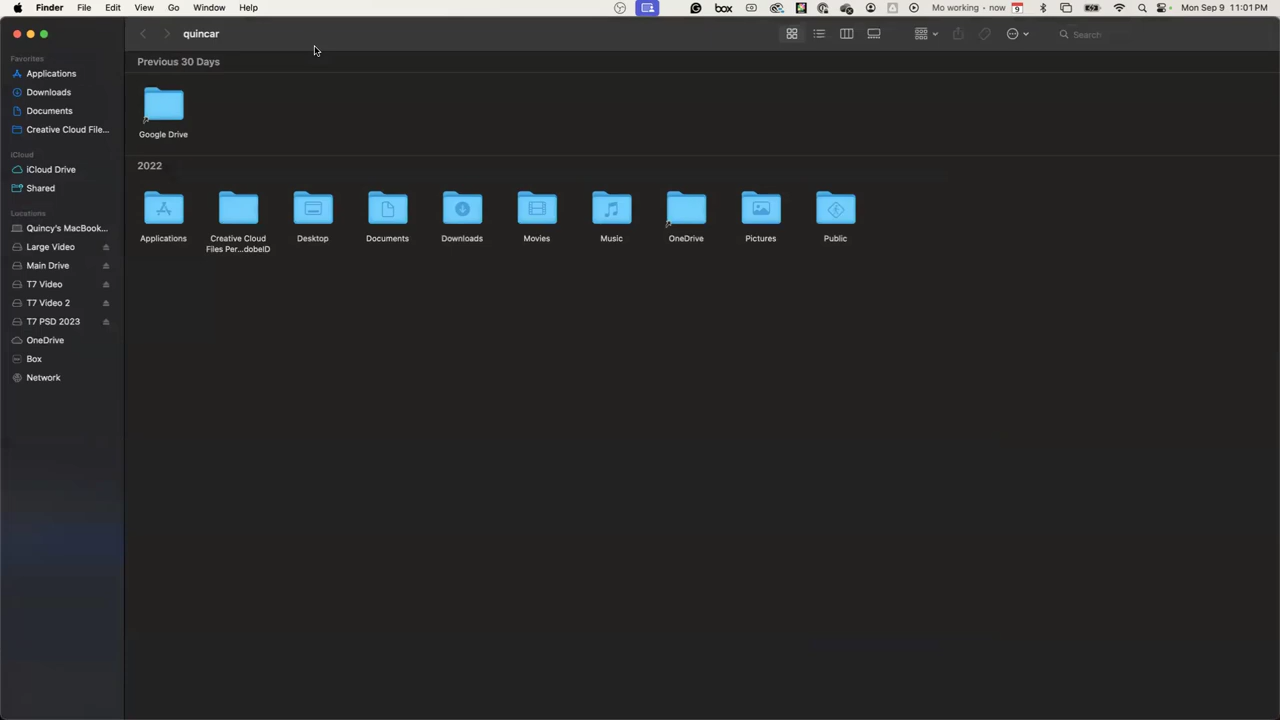 Finder File Edit View Go Window Help
box Mo working - now 9 Mon Sep 9 11:01PM
quincar
Search
Favorites
Applications
Downloads
Documents
Creative Cloud File...
iCloud
iCloud Drive
Shared
Locations
Quincy's MacBook...
Large Video
Main Drive
T7 Video
T7 Video 2
T7 PSD 2023
OneDrive
Box
Network
Previous 30 Days
Google Drive
2022
Applications
Creative Cloud
Files Per...dobeID
Desktop
Documents
Downloads
Movies
Music
OneDrive
Pictures
Public